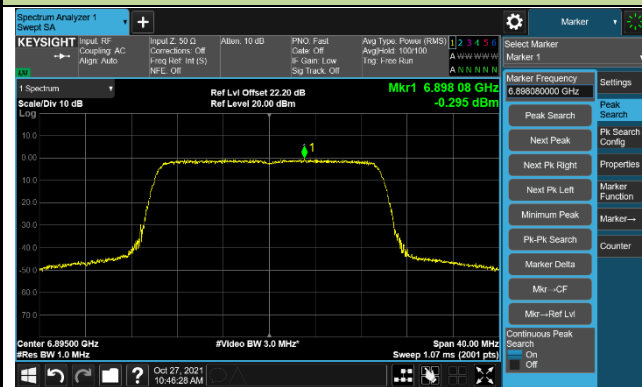 Spectrum Analyzer 1
Swept SA
+
Marker
KEYSIGHT
Input: RF
Coupling: AC
Align: Auto
Input Z: 50 Ω
Corrections: Off
Freq Ref: Int (S)
NFE: Off
Atten: 10 dB
PNO: Fast
Gate: Off
IF Gain: Low
Sig Track: Off
Avg Type: Power (RMS)
Avg|Hold: 100/100
Trig: Free Run
1 2 3 4 5 6
A W W W W W
A N N N N N
Select Marker
Marker 1
1 Spectrum
Scale/Div 10 dB
Log
Ref Lvl Offset 22.20 dB
Ref Level 20.00 dBm
Mkr1 6.898 08 GHz
-0.295 dBm
10.0
0.00
10.0
20.0
30.0
40.0
50.0
60.0
70.0
1
Center 6.89500 GHz
#Res BW 1.0 MHz
#Video BW 3.0 MHz*
Span 40.00 MHz
Sweep 1.07 ms (2001 pts)
Marker Frequency
6.898080000 GHz
Peak Search
Next Peak
Next Pk Right
Next Pk Left
Minimum Peak
Pk-Pk Search
Marker Delta
Mkr→CF
Mkr→Ref Lvl
Continuous Peak
Search
On
Off
Settings
Peak
Search
Pk Search
Config
Properties
Marker
Function
Marker→
Counter
?
Oct 27, 2021
10:46:28 AM